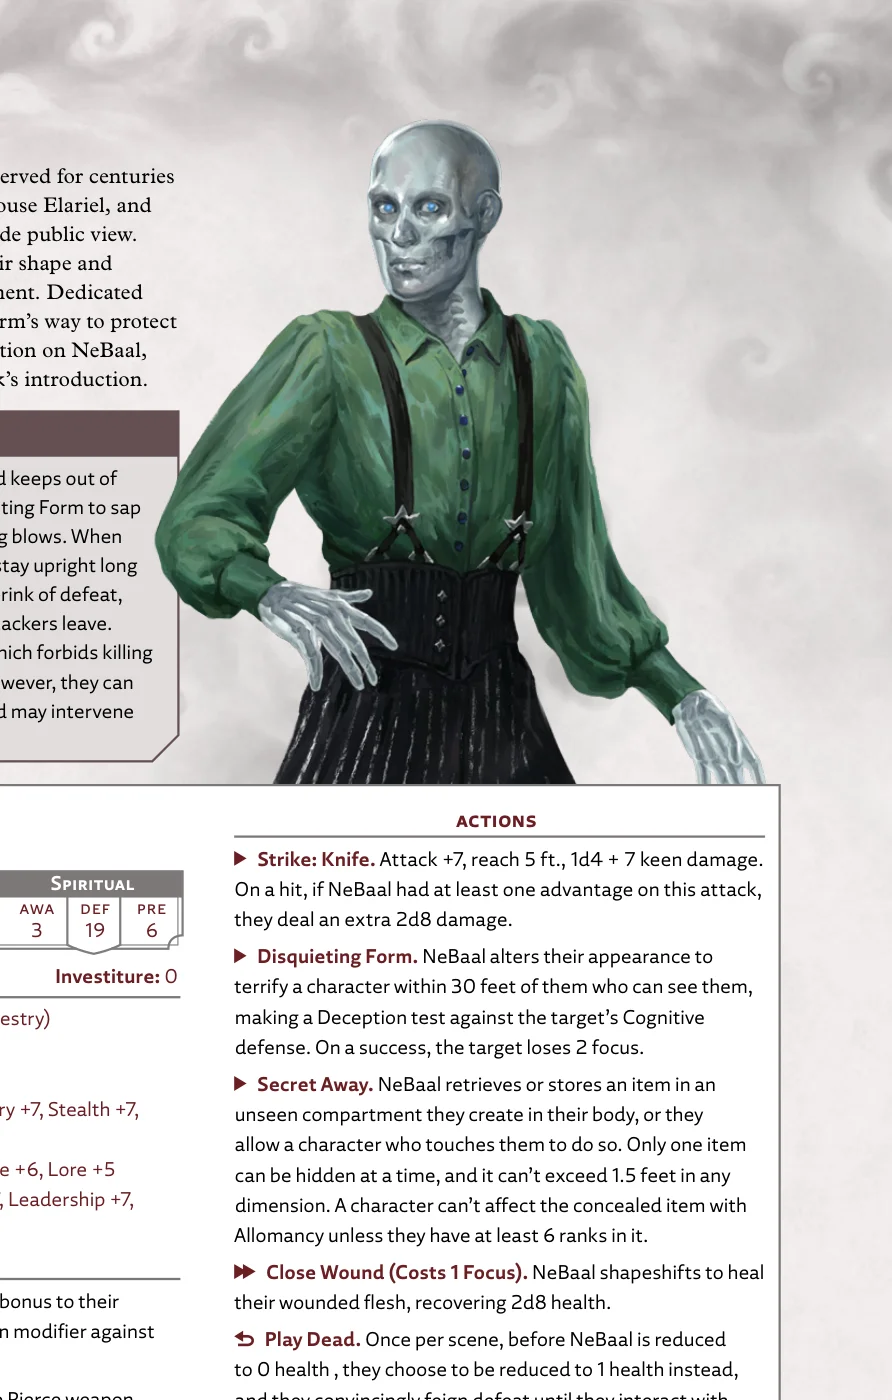 erved for centuries
ouse Elariel, and
de public view.
ir shape and
ent. Dedicated
rm’s way to protect
tion on NeBaal,
k’s introduction.
d keeps out of
ting Form to sap
g blows. When
stay upright long
rink of defeat,
ackers leave.
hich forbids killing
wever, they can
d may intervene
Spiritual
AWA DEF PRE
3 19 6
Investiture: 0
estry)
ry +7, Stealth +7,
e +6, Lore +5
, Leadership +7,
bonus to their
n modifier against
Pierce weapon
Actions
Strike: Knife. Attack +7, reach 5 ft., 1d4 + 7 keen damage.
On a hit, if NeBaal had at least one advantage on this attack,
they deal an extra 2d8 damage.
Disquieting Form. NeBaal alters their appearance to
terrify a character within 30 feet of them who can see them,
making a Deception test against the target’s Cognitive
defense. On a success, the target loses 2 focus.
Secret Away. NeBaal retrieves or stores an item in an
unseen compartment they create in their body, or they
allow a character who touches them to do so. Only one item
can be hidden at a time, and it can’t exceed 1.5 feet in any
dimension. A character can’t affect the concealed item with
Allomancy unless they have at least 6 ranks in it.
Close Wound (Costs 1 Focus). NeBaal shapeshifts to heal
their wounded flesh, recovering 2d8 health.
Play Dead. Once per scene, before NeBaal is reduced
to 0 health , they choose to be reduced to 1 health instead,
and they convincingly feign defeat until they interact with